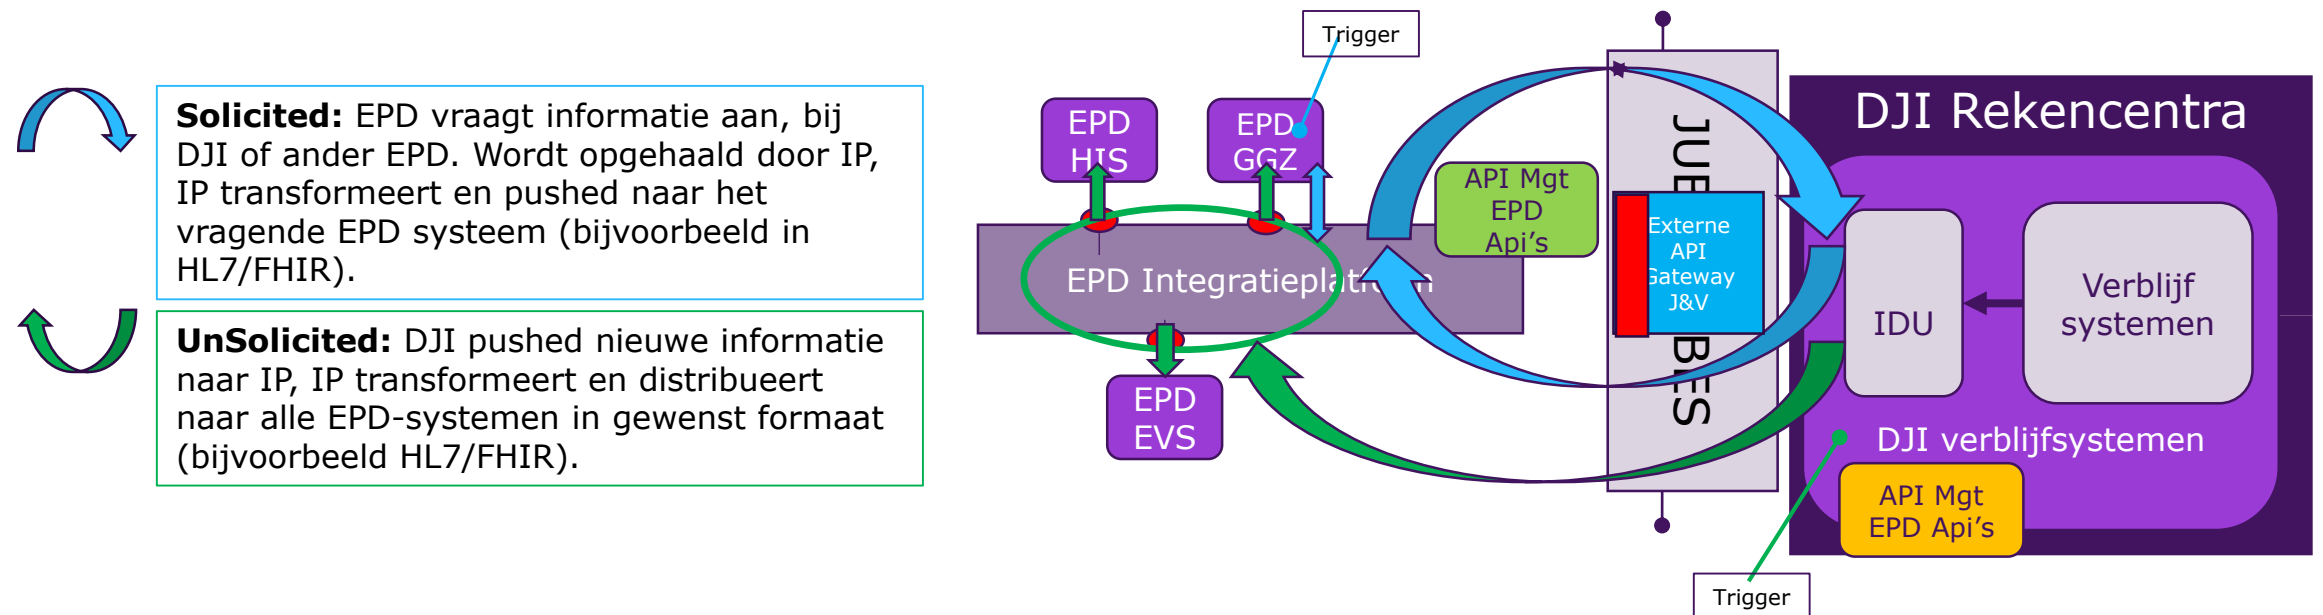 Solicited: EPD vraagt informatie aan, bij
DJI of ander EPD. Wordt opgehaald door IP,
IP transformeert en pushed naar het
vragende EPD systeem (bijvoorbeeld in
HL7/FHIR).
UnSolicited: DJI pushed nieuwe informatie
naar IP, IP transformeert en distribueert
naar alle EPD-systemen in gewenst formaat
(bijvoorbeeld HL7/FHIR).
Trigger
EPD
HIS
EPD
GGZ
EPD Integratieplatform
EPD
EVS
API Mgt
EPD
Api's
Externe
API
Gateway
J&V
DJI Rekencentra
IDU
Verblijf
systemen
DJI verblijfsystemen
API Mgt
EPD Api's
Trigger